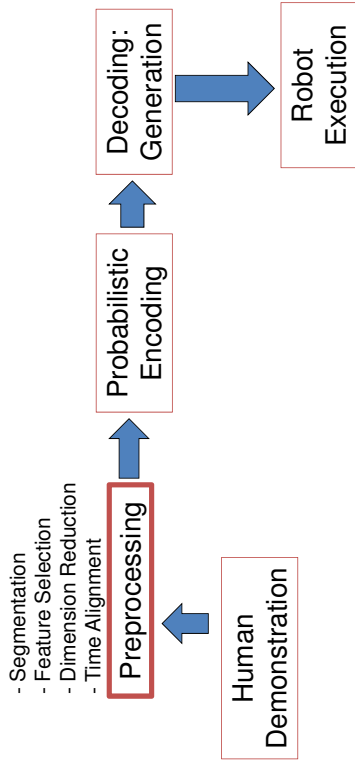 - Segmentation
- Feature Selection
- Dimension Reduction
- Time Alignment
Preprocessing
Human
Demonstration
Probabilistic
Encoding
Decoding:
Generation
Robot
Execution